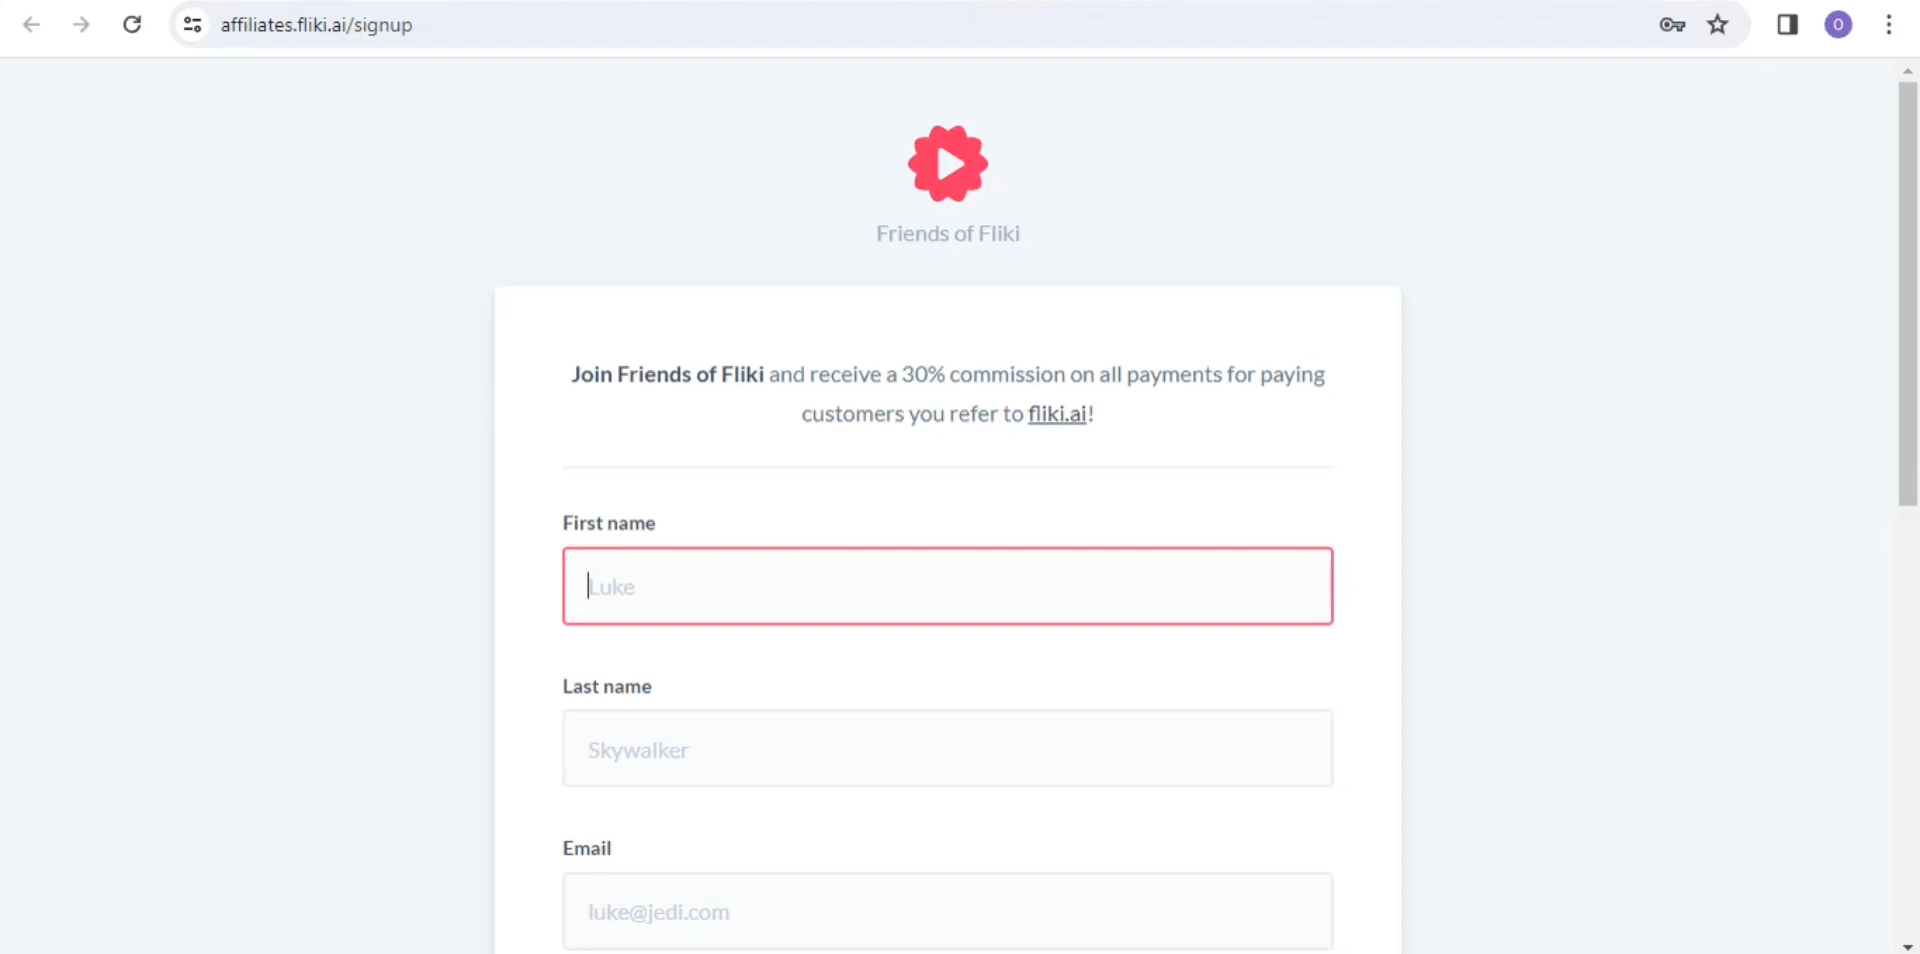 affiliates.fliki.ai/signup
O
Friends of Fliki
Join Friends of Fliki and receive a 30% commission on all payments for paying
customers you refer to fliki.ai!
First name
Luke
Last name
Skywalker
Email
luke@jedi.com